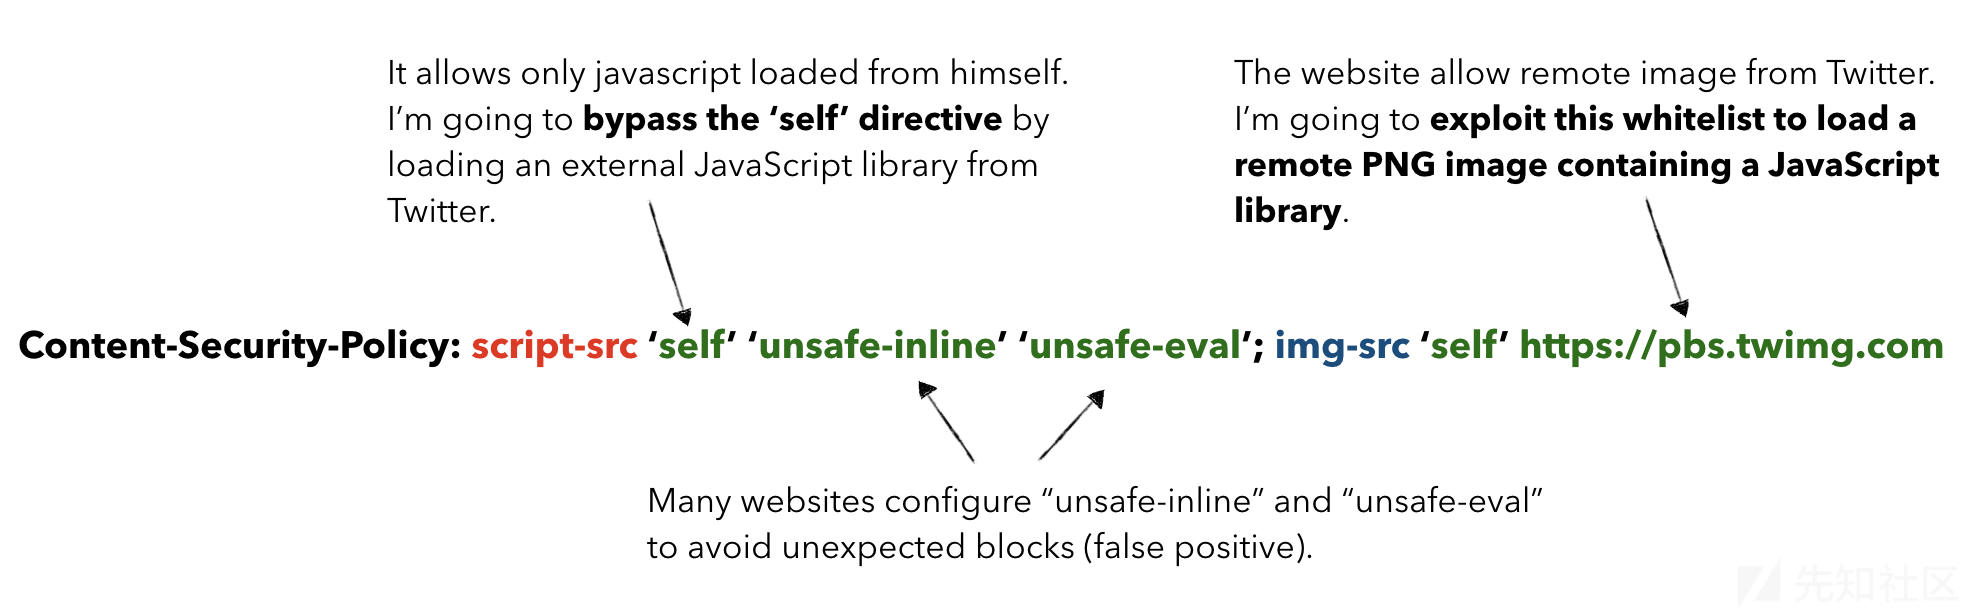 It allows only javascript loaded from himself.
I’m going to bypass the ‘self’ directive by
loading an external JavaScript library from
Twitter.
The website allow remote image from Twitter.
I’m going to exploit this whitelist to load a
remote PNG image containing a JavaScript
library.
Content-Security-Policy: script-src ‘self’ ‘unsafe-inline’ ‘unsafe-eval’; img-src ‘self’ https://pbs.twimg.com
Many websites configure “unsafe-inline” and “unsafe-eval”
to avoid unexpected blocks (false positive).
先知社区